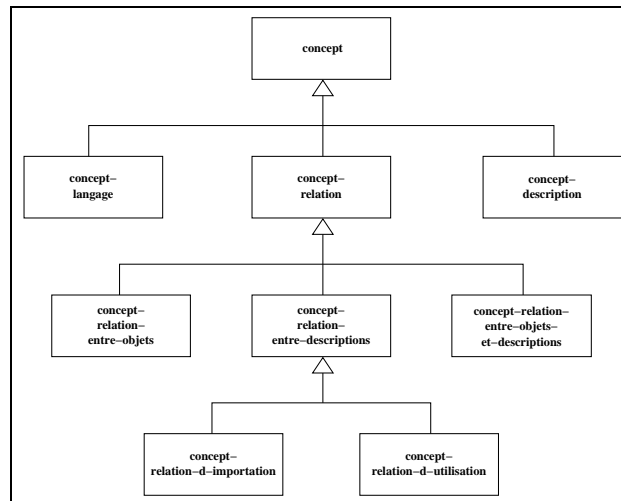 concept
concept–
langage
concept–
relation
concept–
description
concept–
relation–
entre–objets
concept–
relation–
entre–descriptions
concept–relation–
entre–objets–
et–descriptions
concept–
relation–d–importation
concept–
relation–d–utilisation